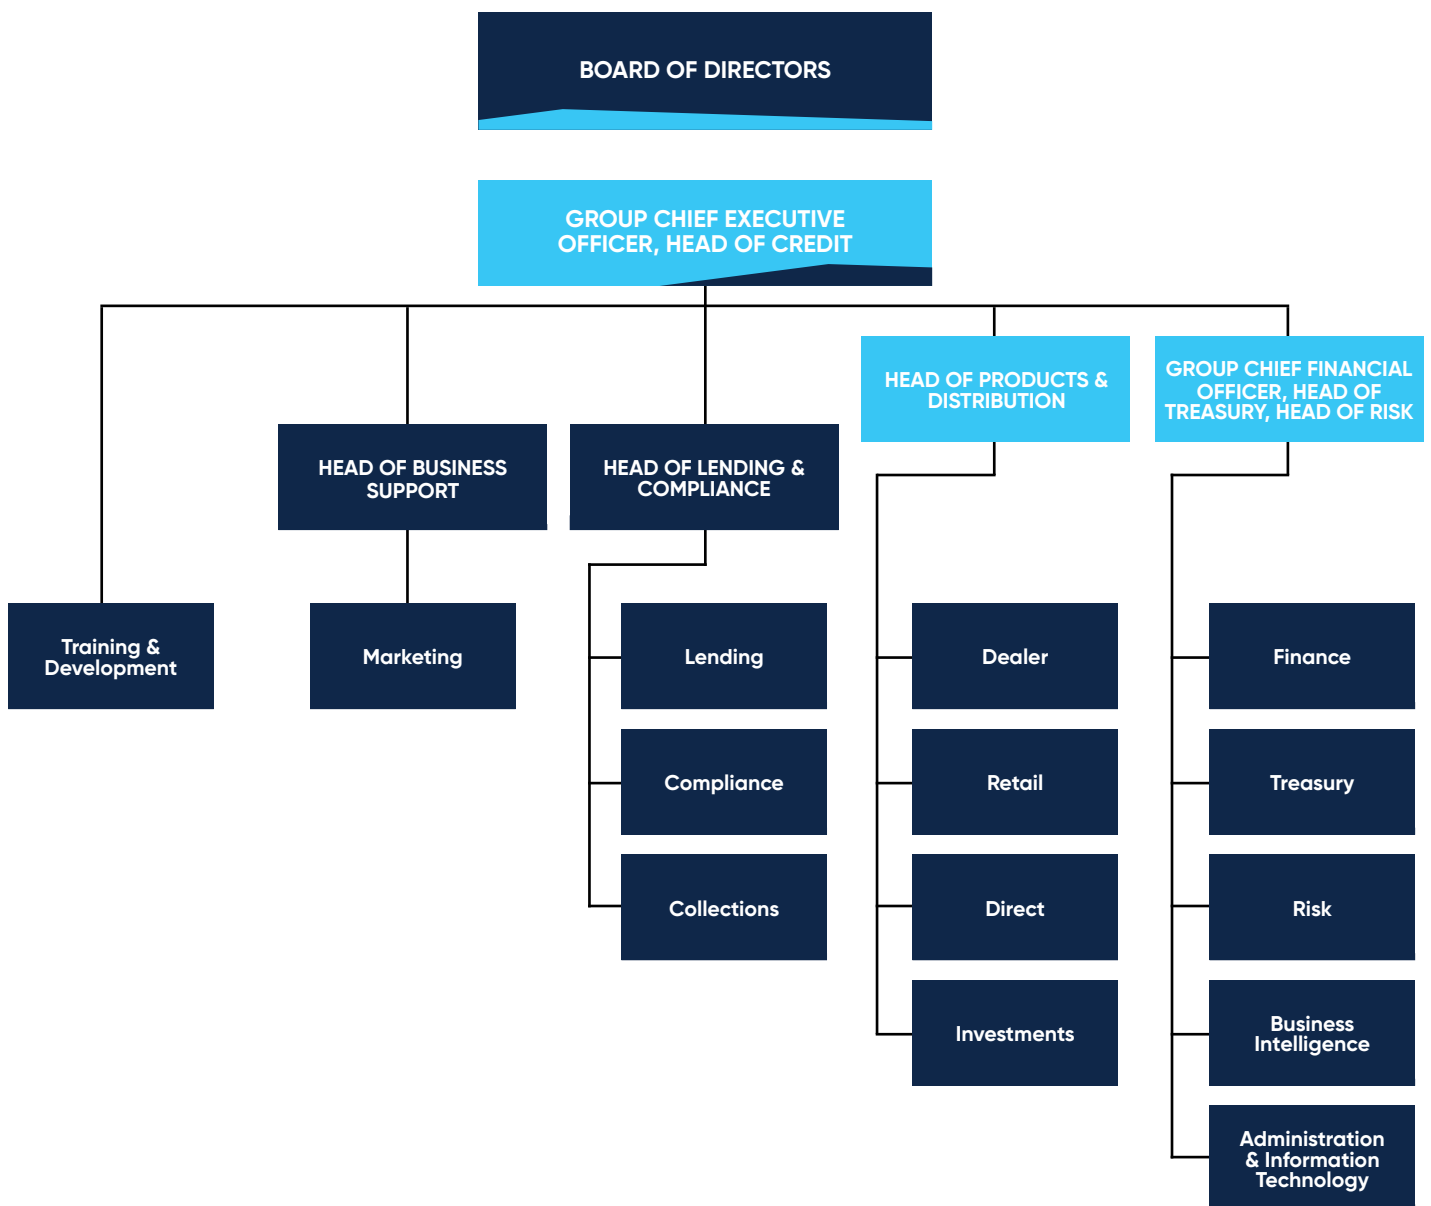 BOARD OF DIRECTORS
GROUP CHIEF EXECUTIVE
OFFICER, HEAD OF CREDIT
HEAD OF PRODUCTS &
DISTRIBUTION
GROUP CHIEF FINANCIAL
OFFICER, HEAD OF
TREASURY, HEAD OF RISK
HEAD OF BUSINESS
SUPPORT
HEAD OF LENDING &
COMPLIANCE
Training &
Development
Marketing
Lending
Dealer
Finance
Compliance
Retail
Treasury
Collections
Direct
Risk
Investments
Business
Intelligence
Administration
& Information
Technology